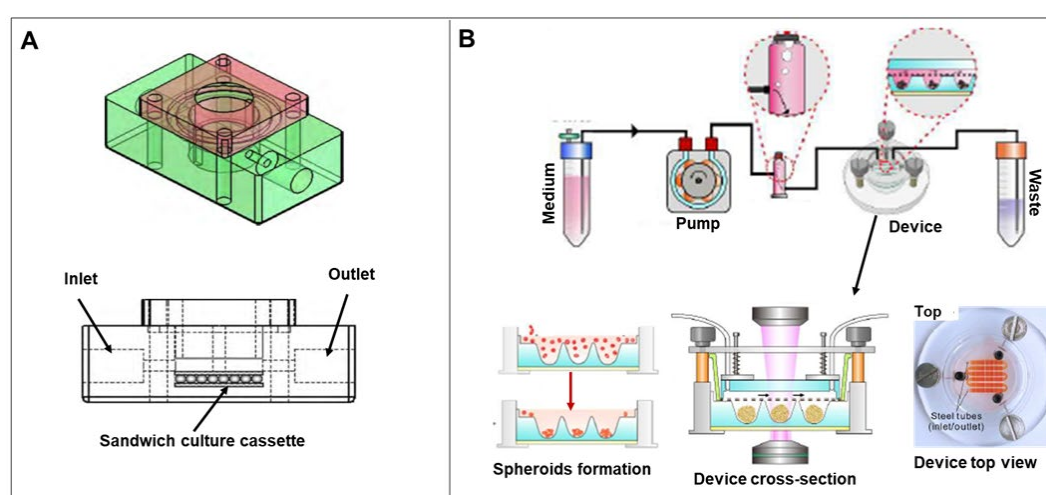 A
Inlet
Outlet
Sandwich culture cassette
B
Medium
Pump
Device
Waste
Spheroids formation
Device cross-section
Top
Steel tubes
(inlet/outlet)
Device top view